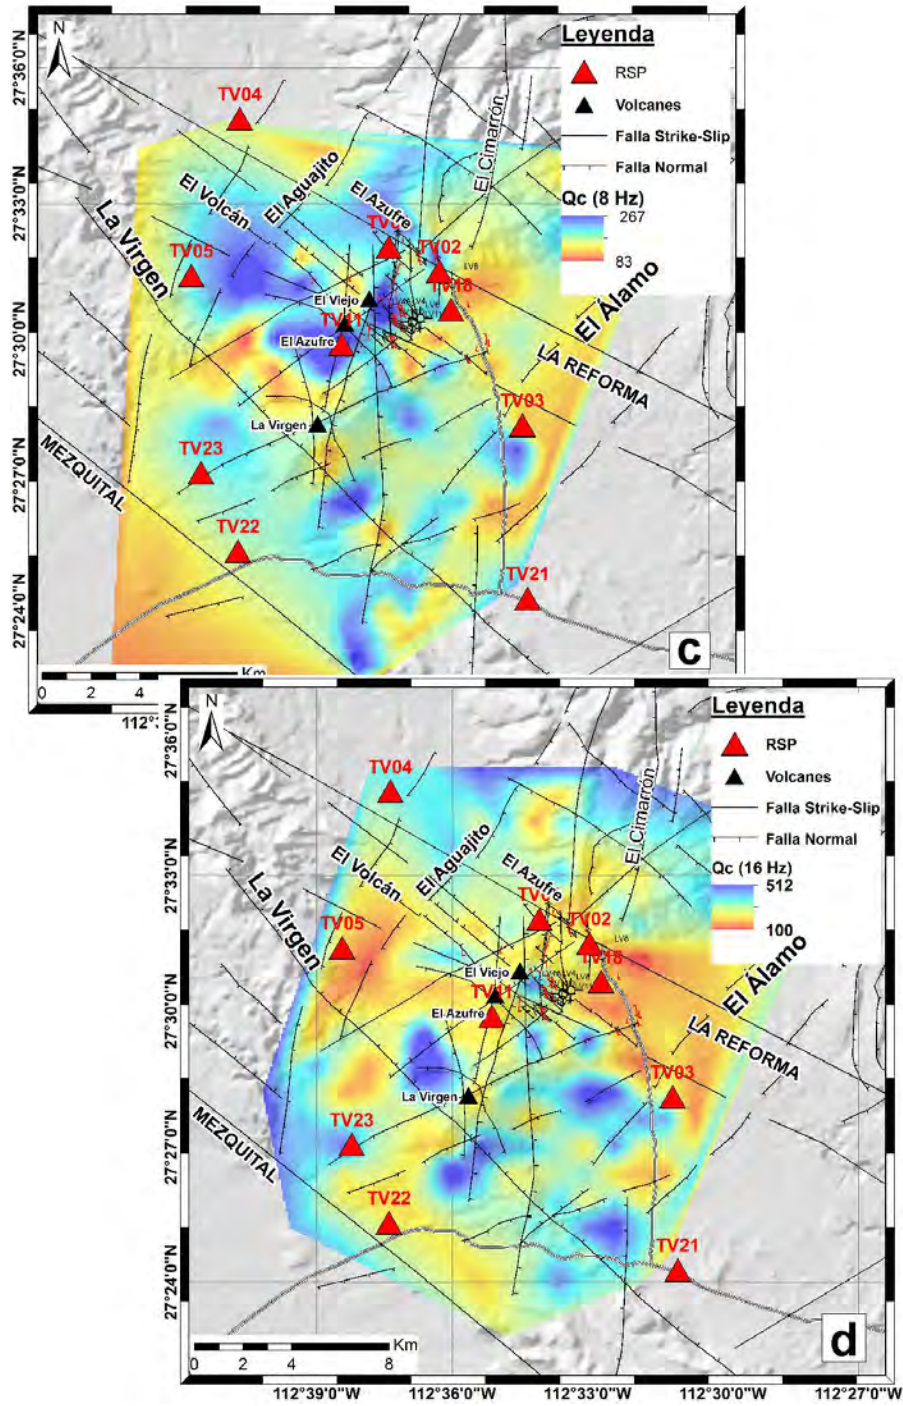 N
Leyenda
RSP
Volcanes
Falla Strike-Slip
Falla Normal
Qc (8 Hz)
267
83
27°36'0"N
27°33'0"N
27°30'0"N
27°27'0"N
27°24'0"N
TV04
El Cimarrón
El Aguajito
El Volcán
El Azufre
La Virgen
TV05
TV02
LV8
TV18
El Viejo
TV11
El Azufre
El Álamo
LA REFORMA
TV03
La Virgen
TV23
MEZQUITAL
TV22
TV21
c
Km
0 2 4
N
Leyenda
RSP
Volcanes
Falla Strike-Slip
Falla Normal
Qc (16 Hz)
512
100
27°36'0"N
27°33'0"N
27°30'0"N
27°27'0"N
27°24'0"N
TV04
El Cimarrón
El Aguajito
El Volcán
El Azufre
La Virgen
TV05
TV02
LV8
TV18
El Viejo
TV11
El Azufre
El Álamo
LA REFORMA
TV03
La Virgen
TV23
MEZQUITAL
TV22
TV21
d
Km
0 2 4 8
112°39'0"W 112°36'0"W 112°33'0"W 112°30'0"W 112°27'0"W